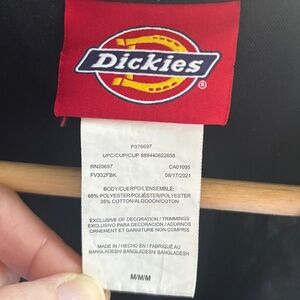 Dickies
®
P376697
UPC/CUP/CUP 889440622858
RN20697 CA01095
FV332FBK 08/17/2021
BODY/CUERPO/L'ENSEMBLE:
65% POLYESTER/POLIÉSTER/POLYESTER
35% COTTON/ALGODÓN/COTON
EXCLUSIVE OF DECORATION / TRIMMINGS
EXCLUSIVO PARA DECORACIÓN / ADORNO
ORNEMENT ET GARNITURE NON COMPRIS
MADE IN / HECHO EN / FABRIQUÉ AU
BANGLADESH/ BANGLADESH/ BANGLADESH
M/M/M